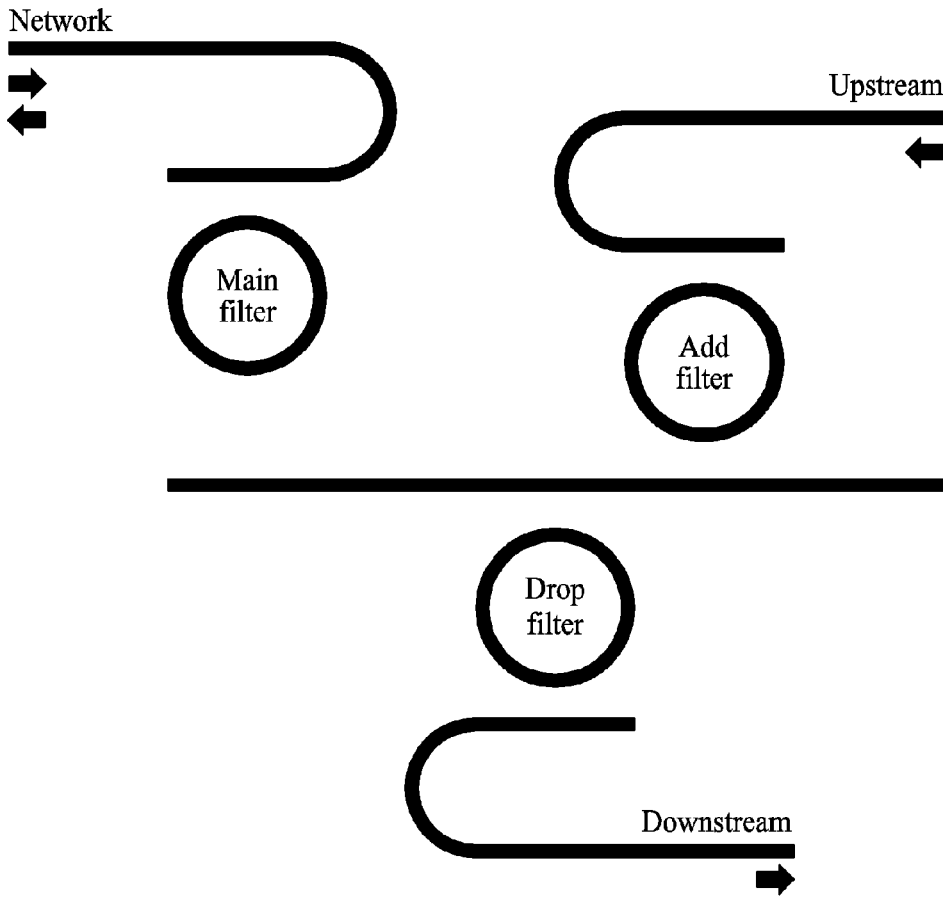 Network
Upstream
Main
filter
Add
filter
Drop
filter
Downstream